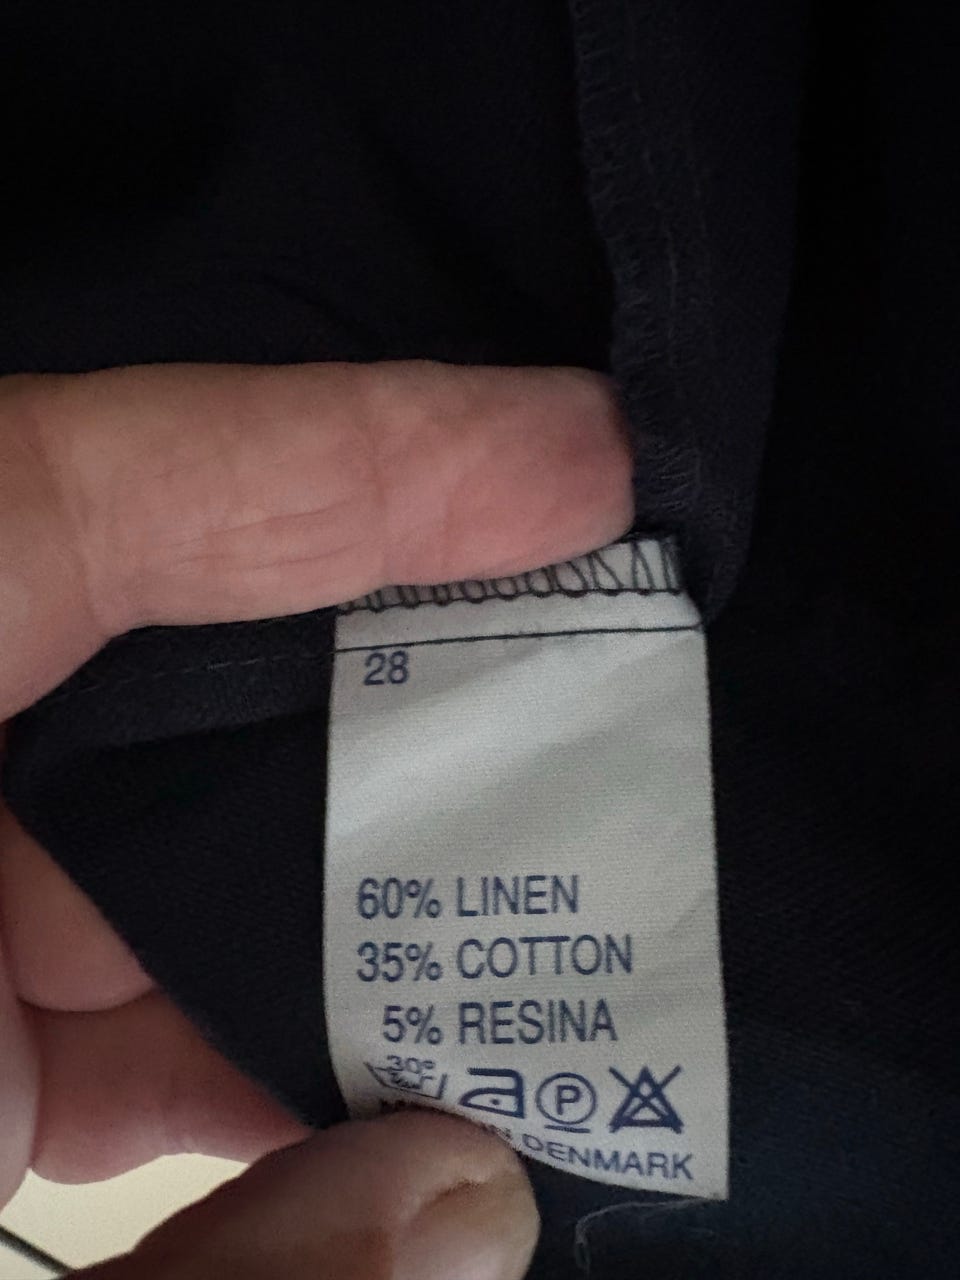 28
60% LINEN
35% COTTON
5% RESINA
30°
P
DENMARK